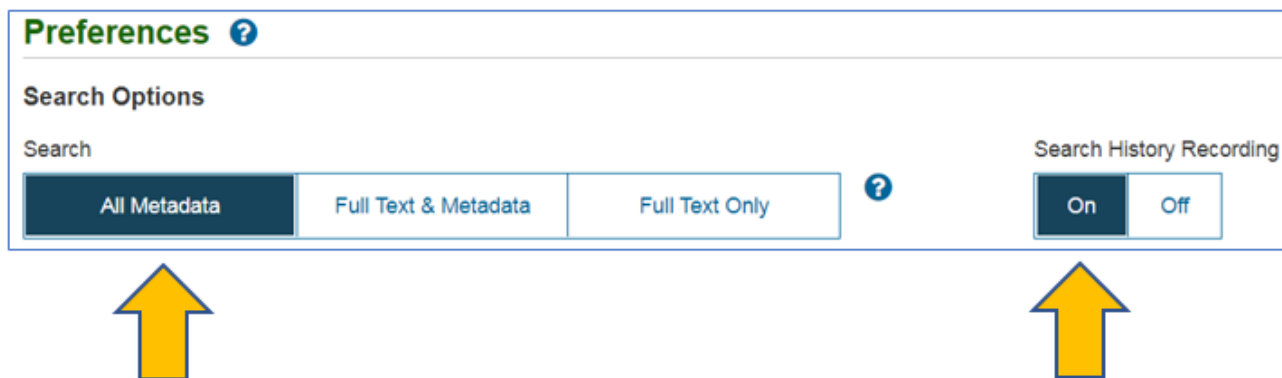 Preferences ?
Search Options
Search
Search History Recording
All Metadata
Full Text & Metadata
Full Text Only
?
On
Off